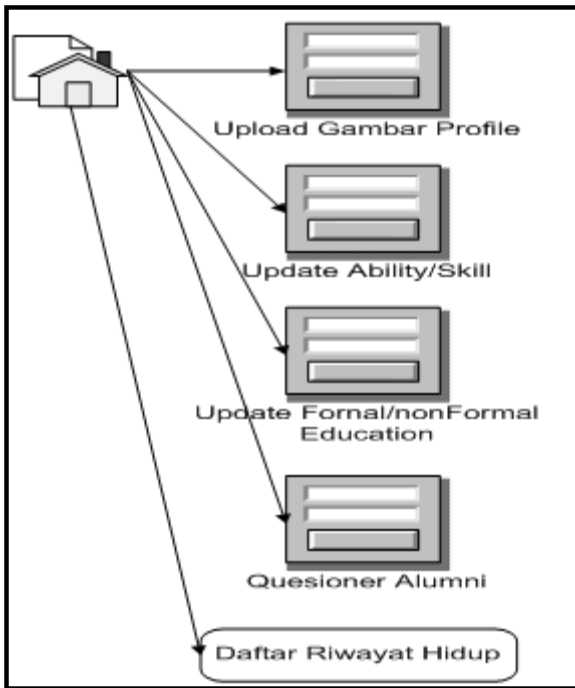 Upload Gambar Profile
Update Ability/Skill
Update Fornal/nonFormal
Education
Quesioner Alumni
Daftar Riwayat Hidup